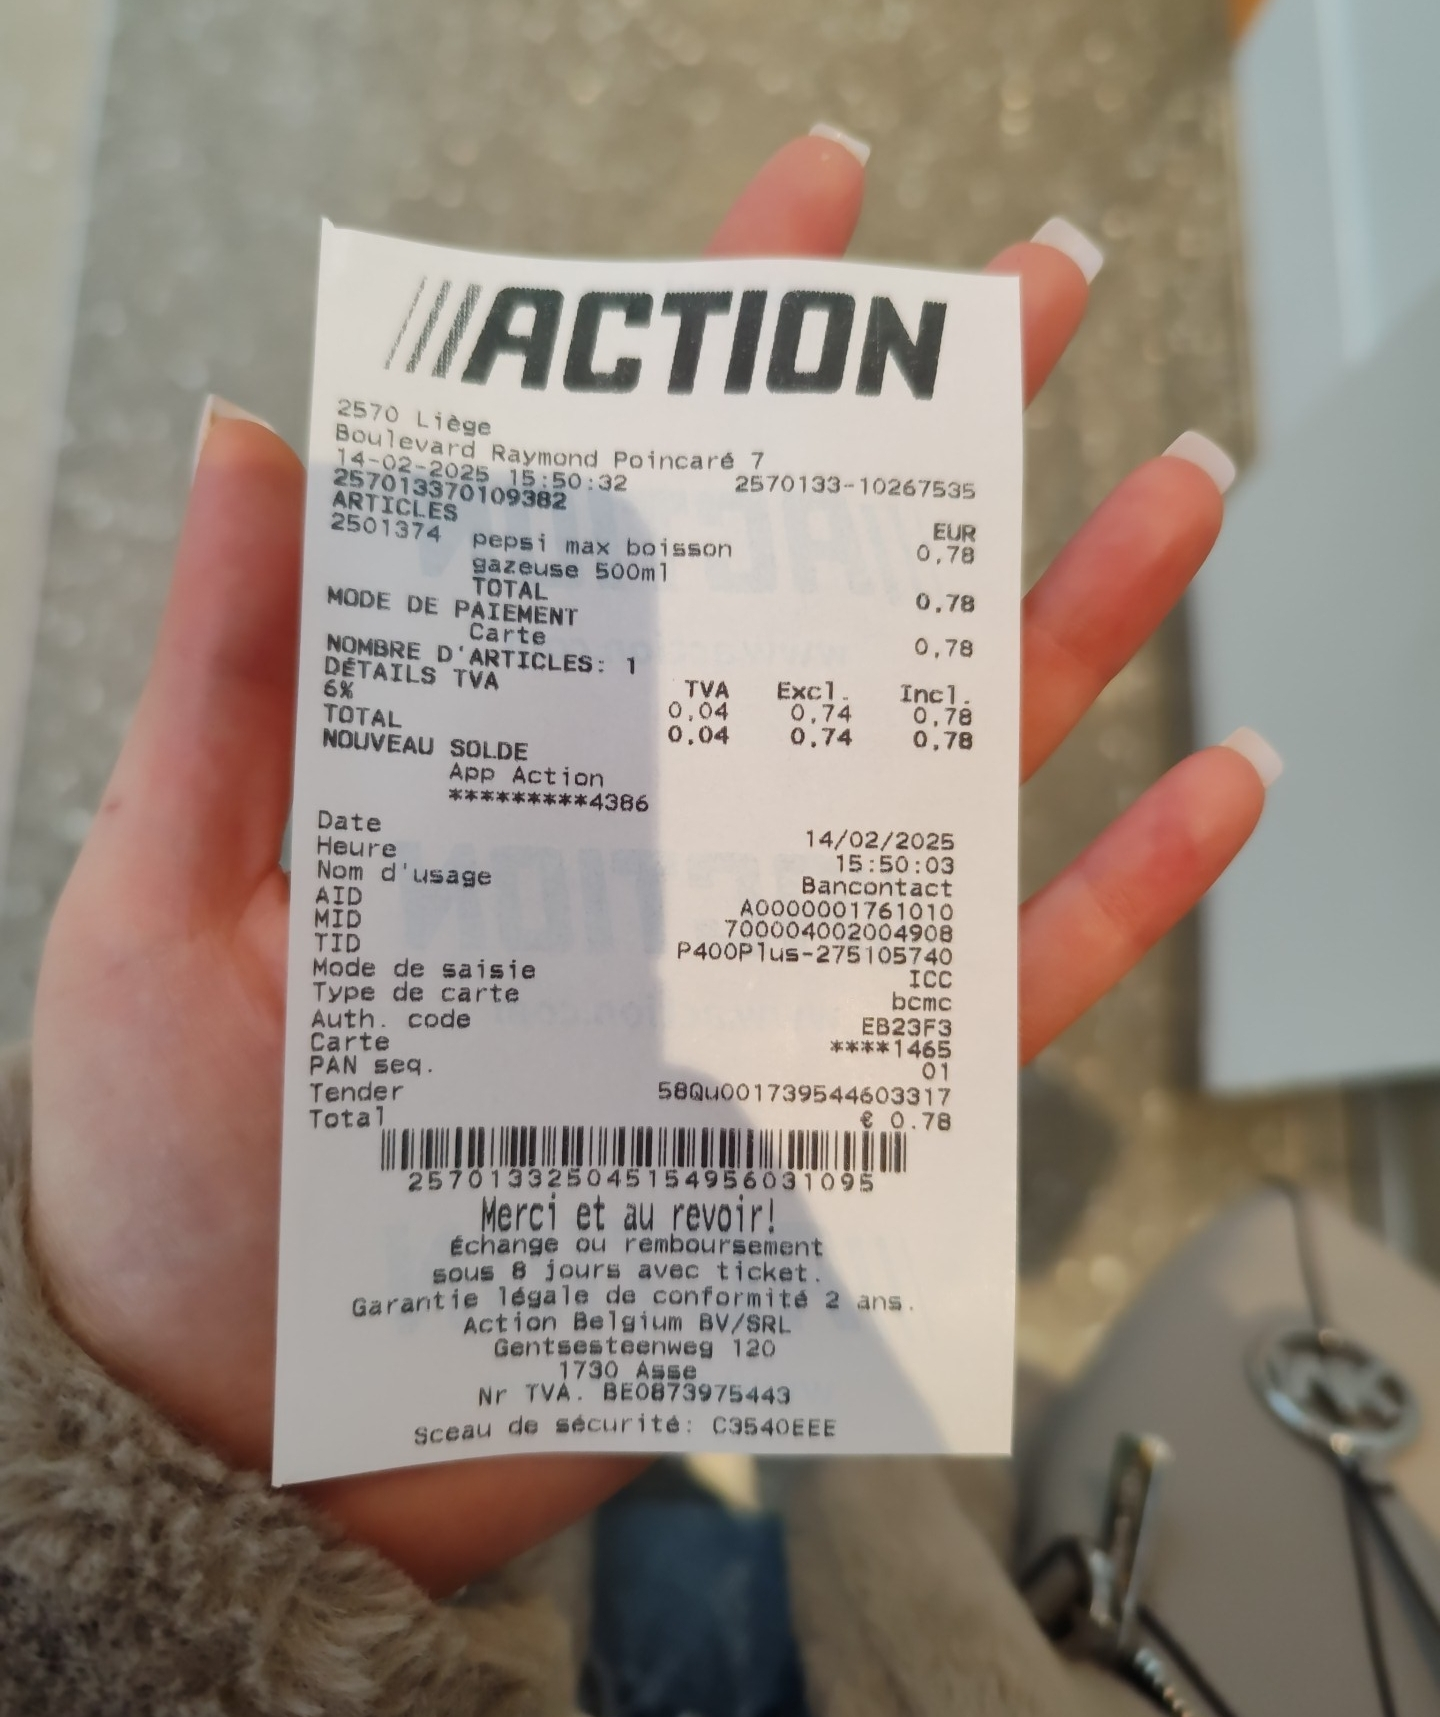 ///ACTION
2570 Liège
Boulevard Raymond Poincaré 7
14-02-2025 15:50:32 2570133-10267535
257013370109382
ARTICLES EUR
2501374 pepsi max boisson 0,78
gazeuse 500ml
TOTAL 0,78
MODE DE PAIEMENT
Carte 0,78
NOMBRE D'ARTICLES: 1
DÉTAILS TVA TVA Excl. Incl.
6% 0,04 0,74 0,78
TOTAL 0,04 0,74 0,78
NOUVEAU SOLDE
App Action
*********4386
Date 14/02/2025
Heure 15:50:03
Nom d'usage Bancontact
AID A0000001761010
MID 700004002004908
TID P400Plus-275105740
Mode de saisie ICC
Type de carte bcmc
Auth. code EB23F3
Carte ****1465
PAN seq. 01
Tender 58Qu001739544603317
Total € 0.78
2570133250451549560310​95
Merci et au revoir!
Échange ou remboursement
sous 8 jours avec ticket.
Garantie légale de conformité 2 ans.
Action Belgium BV/SRL
Gentsesteenweg 120
1730 Asse
Nr TVA. BE0873975443
Sceau de sécurité: C3540EEE